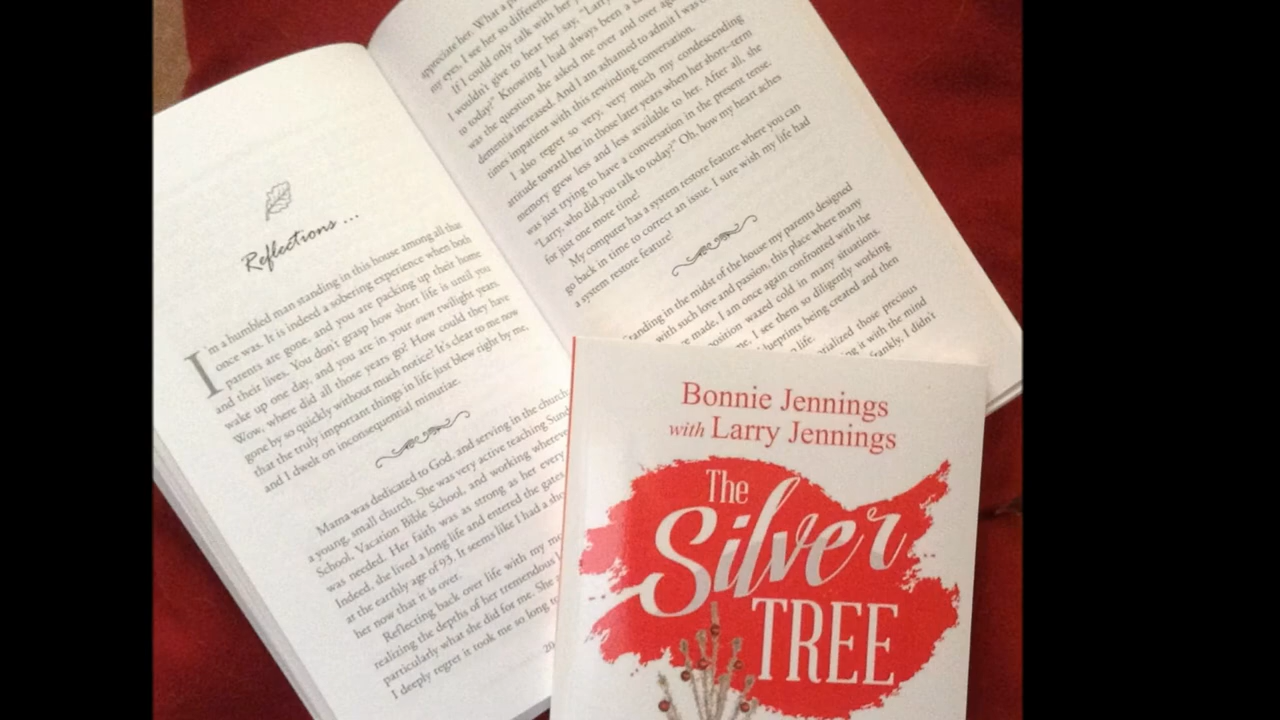 Reflections ...
I'm a humbled man standing in this house among all that
once was. It is indeed a sobering experience when both
parents are gone, and you are packing up their home
and their lives. You don't grasp how short life is until you
wake up one day, and you are in your own twilight years.
Wow, where did all those years go? How could they have
gone by so quickly without much notice! It's clear to me now
that the truly important things in life just blew right by me,
and I dwelt on inconsequential minutiae.
Mama was dedicated to God, and serving in the church,
a young, small church. She was very active teaching Sund
School, Vacation Bible School, and working wherever
was needed. Her faith was as strong as her every
Indeed, she lived a long life and entered the gates
at the earthly age of 93. It seems like I had a sho
her now that it is over.
Reflecting back over life with my mo
realizing the depths of her tremendous
particularly what she did for me. She
I deeply regret it took me so long to
20
appreciate her. What a
my eyes. I see her so different
If I could only talk with her
I wouldn't give to hear her say, "Larry
to today?" Knowing I had always been a
was the question she asked me over and over aga
dementia increased. And I am ashamed to admit I was
times impatient with this rewinding conversation.
I also regret so very, very much my condescending
attitude toward her in those later years when her short-term
memory grew less and less available to her. After all, she
was just trying to have a conversation in the present tense.
"Larry, who did you talk to today?" Oh, how my heart aches
for just one more time!
My computer has a system restore feature where you can
go back in time to correct an issue. I sure wish my life had
a system restore feature!
tanding in the midst of the house my parents designed
with such love and passion, this place where many
e made, I am once again confronted with the
position waxed cold in many situations.
me, I see them so diligently working
blueprints being created and then
life.
ntialized those precious
ng it with the mind
frankly, I didn't
Bonnie Jennings
with Larry Jennings
The
Silver
TREE